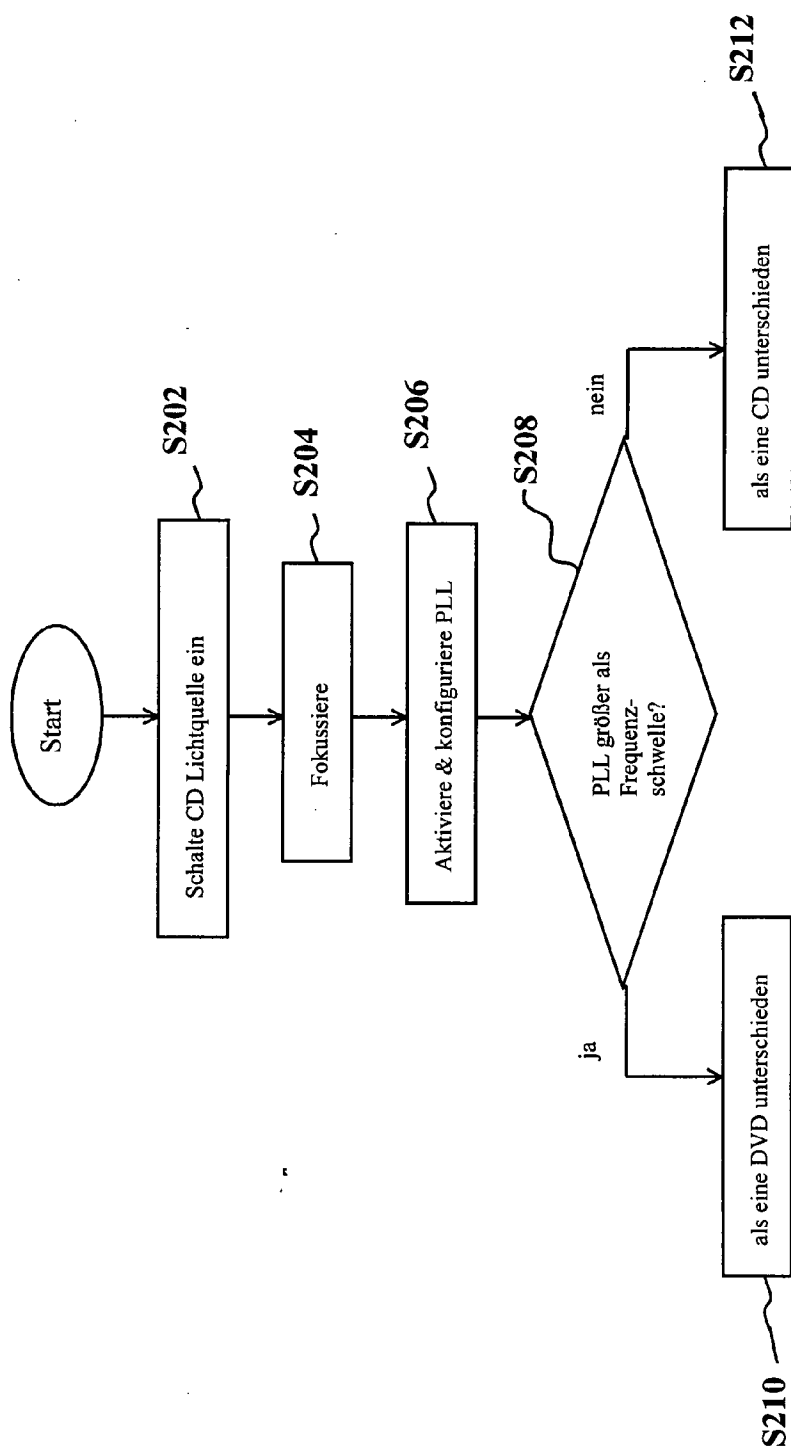 Start
Schalte CD Lichtquelle ein
S202
Fokussiere
S204
Aktiviere & konfiguriere PLL
S206
PLL größer als
Frequenz-
schwelle?
S208
ja
nein
als eine DVD unterschieden
S210
als eine CD unterschieden
S212